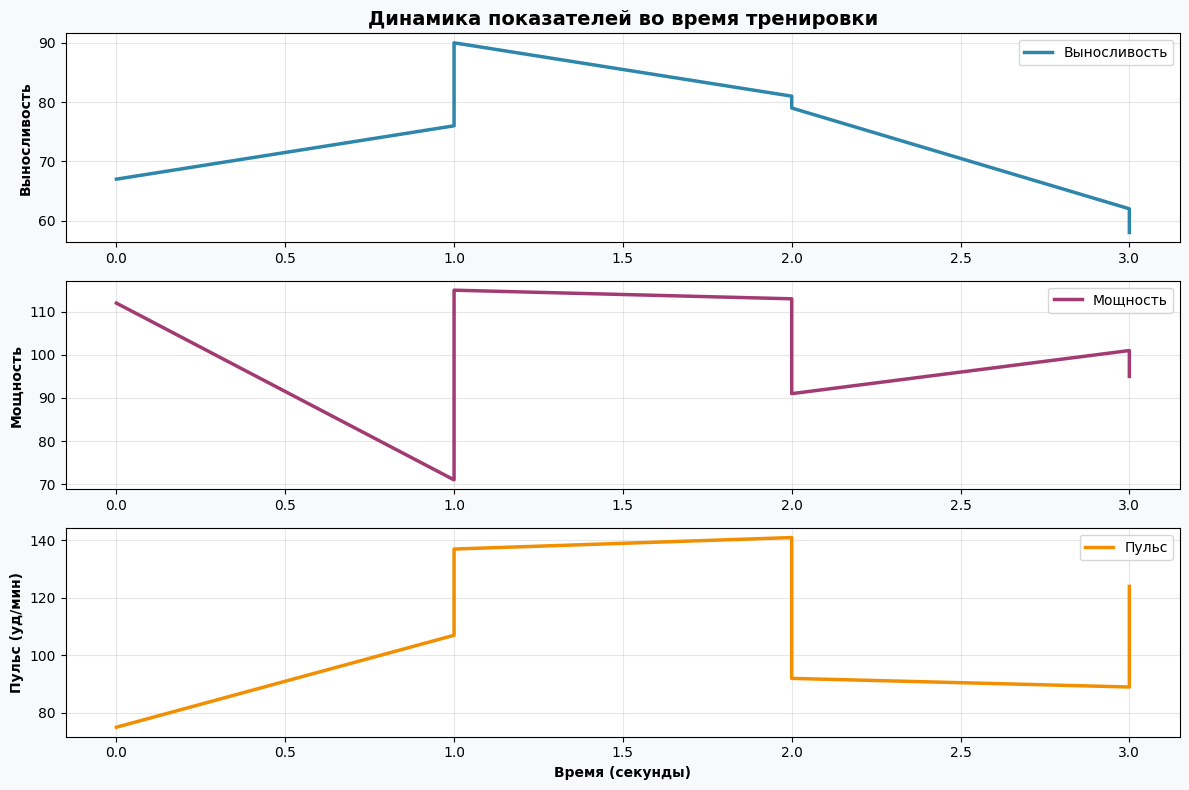 Динамика показателей во время тренировки
Выносливость
90
80
70
60
Выносливость
0.0 0.5 1.0 1.5 2.0 2.5 3.0
Мощность
110
100
90
80
70
Мощность
0.0 0.5 1.0 1.5 2.0 2.5 3.0
Пульс (уд/мин)
140
120
100
80
Пульс
0.0 0.5 1.0 1.5 2.0 2.5 3.0
Время (секунды)